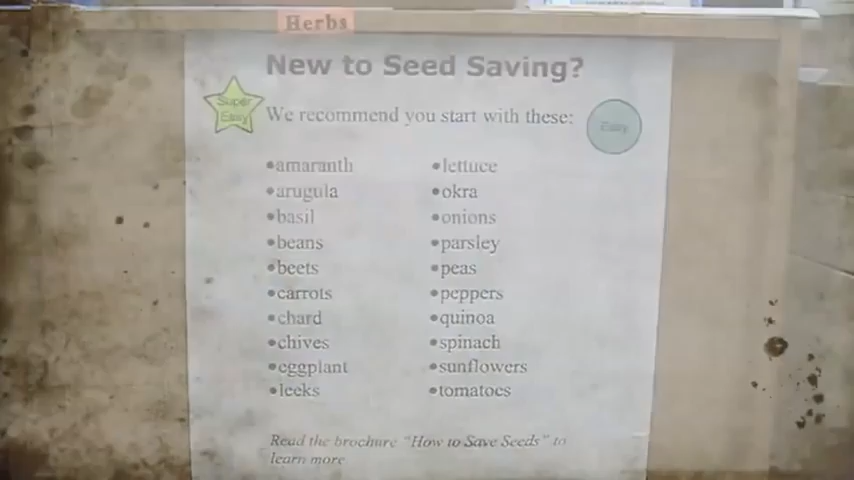 Herbs
New to Seed Saving?
Super
Easy
We recommend you start with these:
Easy
•amaranth
•arugula
•basil
•beans
•beets
•carrots
•chard
•chives
•eggplant
•leeks
•lettuce
•okra
•onions
•parsley
•peas
•peppers
•quinoa
•spinach
•sunflowers
•tomatoes
Read the brochure "How to Save Seeds" to
learn more